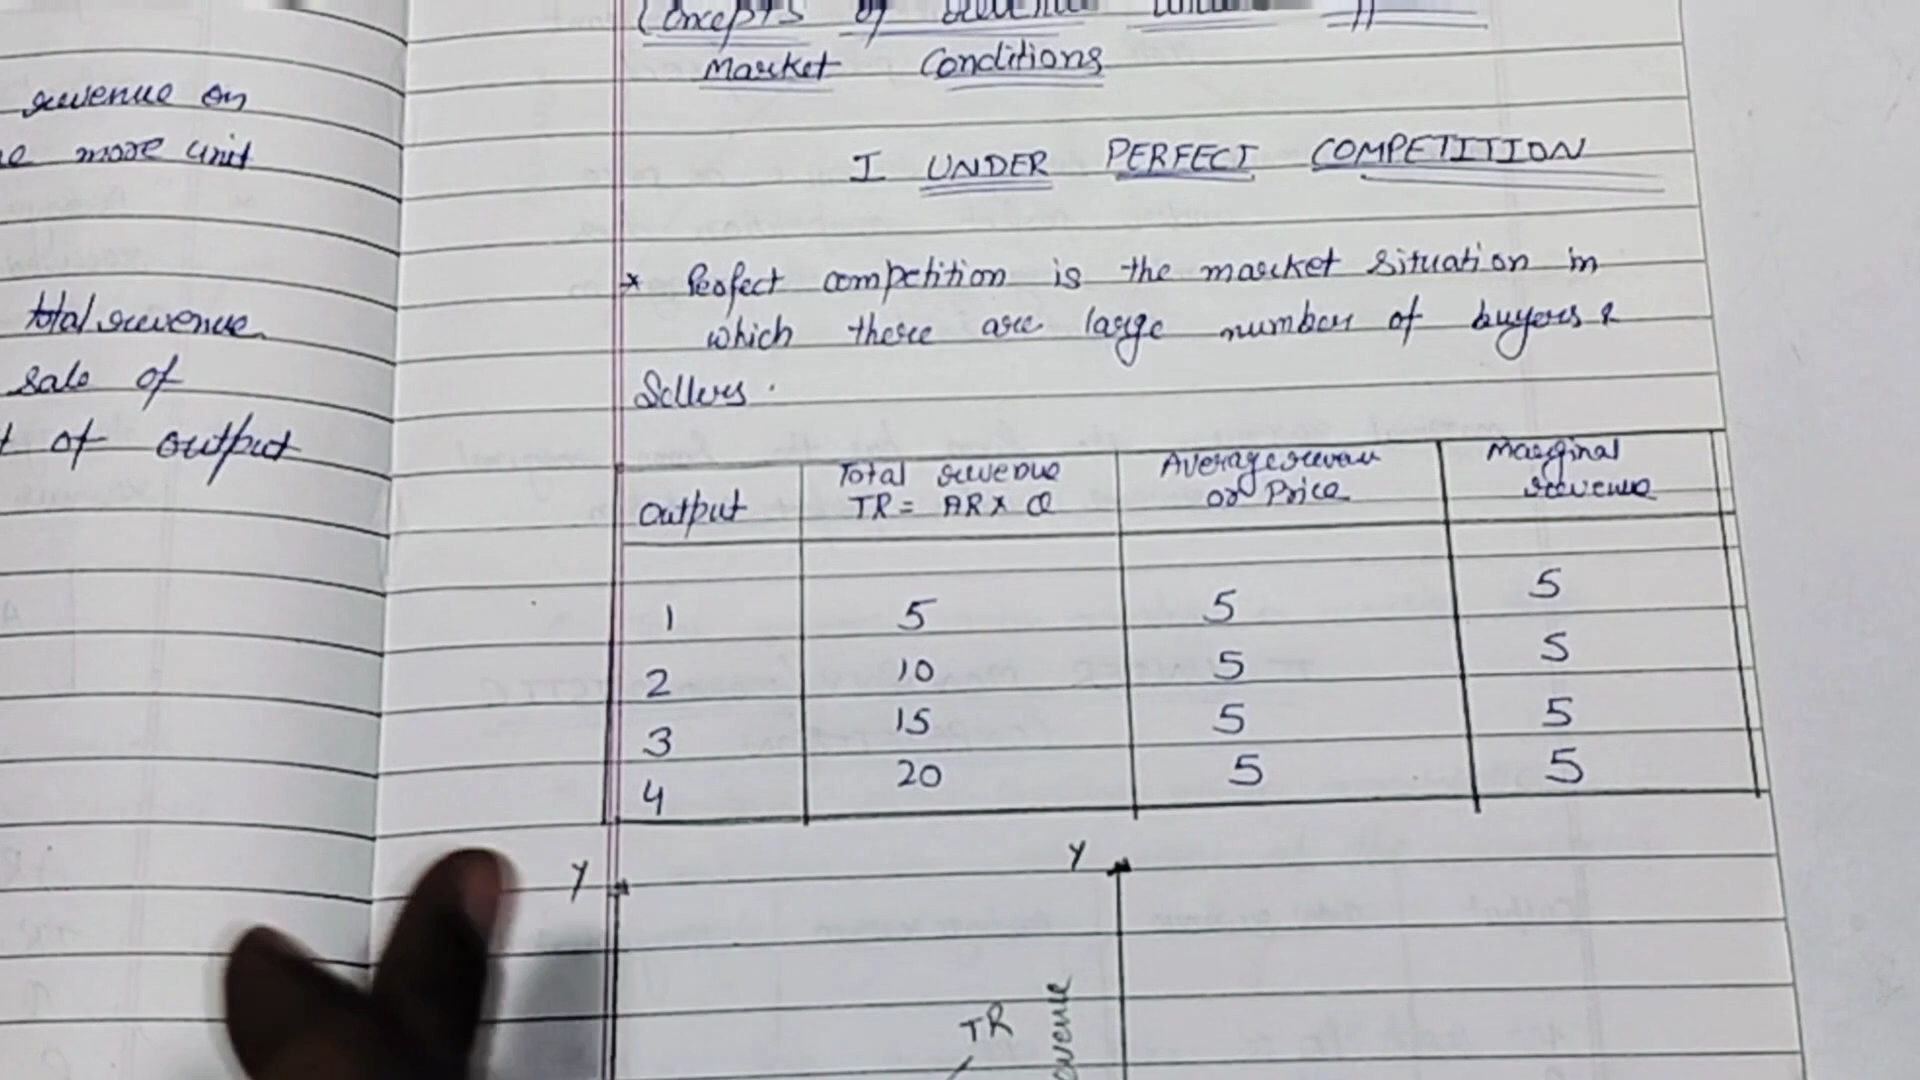 revenue on
more unit
total revenue
sale of
of output
Concepts of
Market Conditions
I UNDER PERFECT COMPETITION
* Perfect competition is the market situation in
which there are large number of buyers &
Sellers.
Output | Total revenue TR = AR x Q | Average revenue or Price | Marginal revenue
1 5 5 5
2 10 5 5
3 15 5 5
4 20 5 5
Y Y
TR